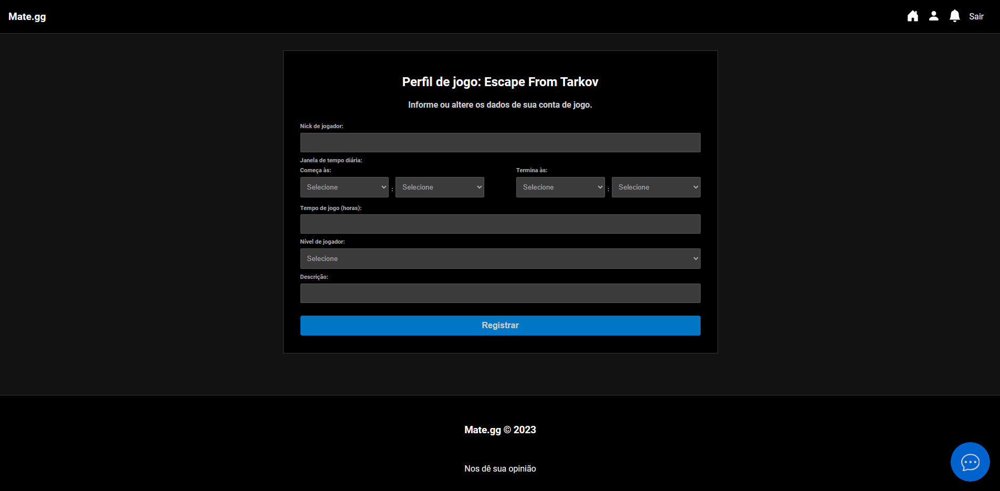 Mate.gg
Sair
Perfil de jogo: Escape From Tarkov
Informe ou altere os dados de sua conta de jogo.
Nick de jogador:
Janela de tempo diária:
Começa às: Termina às:
Selecione : Selecione Selecione : Selecione
Tempo de jogo (horas):
Nível de jogador:
Selecione
Descrição:
Registrar
Mate.gg © 2023
Nos dê sua opinião